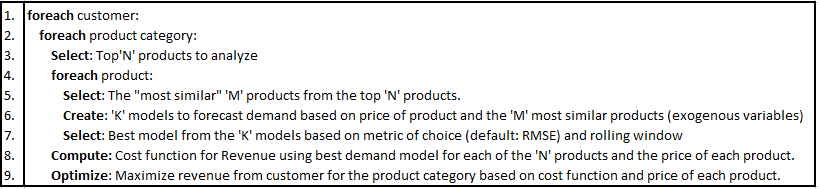 1. foreach customer:
2. foreach product category:
3. Select: Top'N' products to analyze
4. foreach product:
5. Select: The "most similar" 'M' products from the top 'N' products.
6. Create: 'K' models to forecast demand based on price of product and the 'M' most similar products (exogenous variables)
7. Select: Best model from the 'K' models based on metric of choice (default: RMSE) and rolling window
8. Compute: Cost function for Revenue using best demand model for each of the 'N' products and the price of each product.
9. Optimize: Maximize revenue from customer for the product category based on cost function and price of each product.